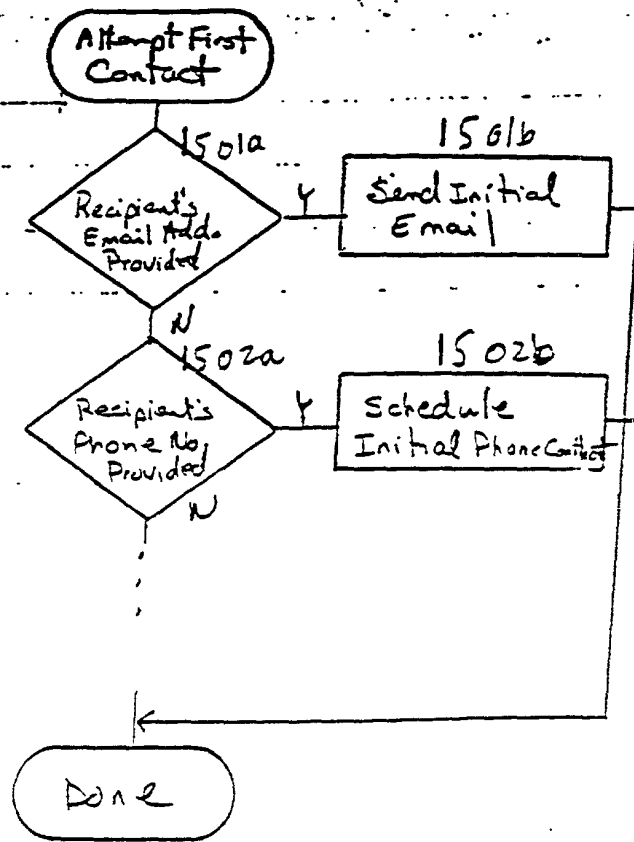 Attempt First
Contact
1501a
Recipient's
Email Add.
Provided
Y
1501b
Send Initial
Email
N
1502a
Recipient's
Phone No.
Provided
Y
1502b
Schedule
Initial Phone Contact
N
Done